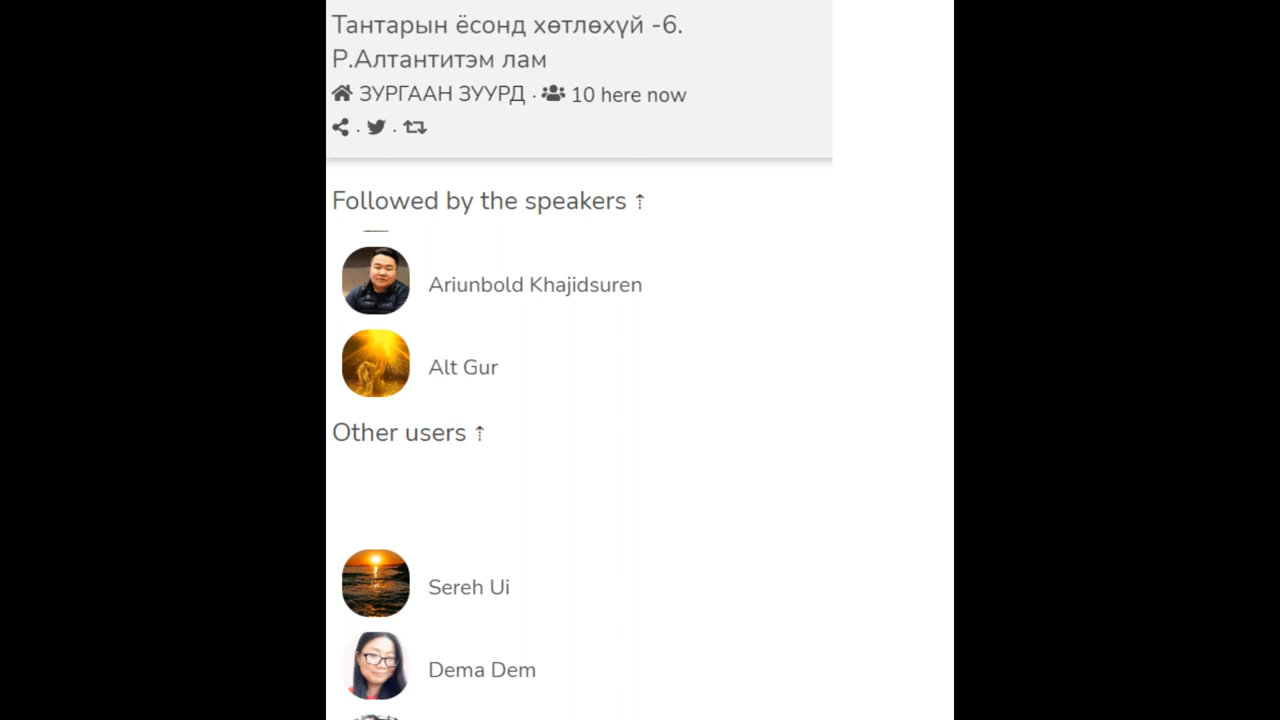 Тантарын ёсонд хөтлөхүй -6.
Р.Алтантитэм лам
ЗУРГААН ЗУУРД · 10 here now
Followed by the speakers ⇡
Ariunbold Khajidsuren
Alt Gur
Other users ⇡
Sereh Ui
Dema Dem